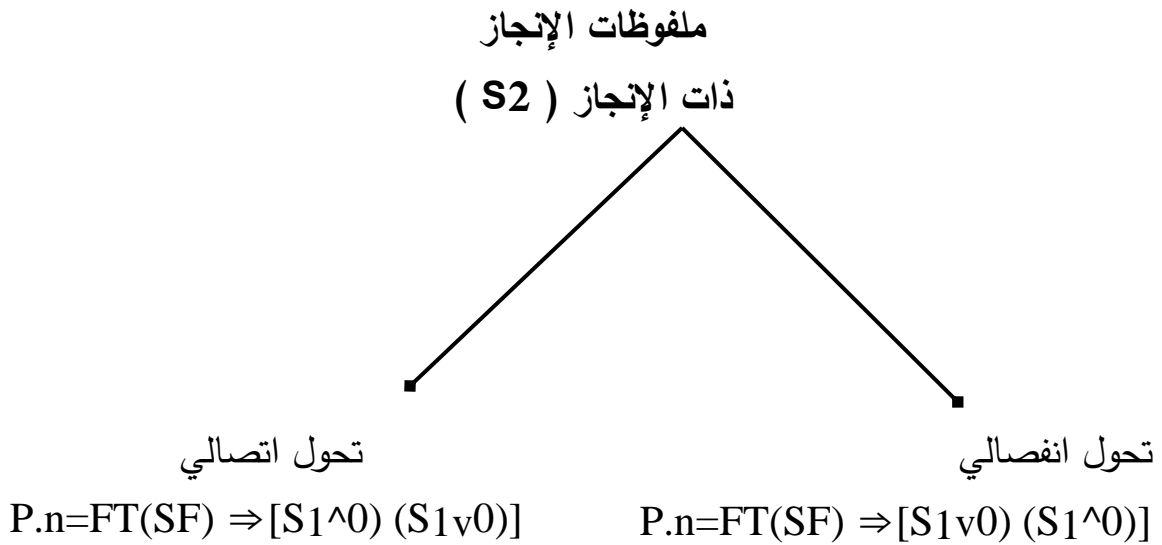 ملفوظات الإنجاز
ذات الإنجاز ( S2 )
تحول انفصالي
تحول اتصالي
P.n=FT(SF) ⇒[S1v0) (S1^0)]
P.n=FT(SF) ⇒[S1^0) (S1v0)]